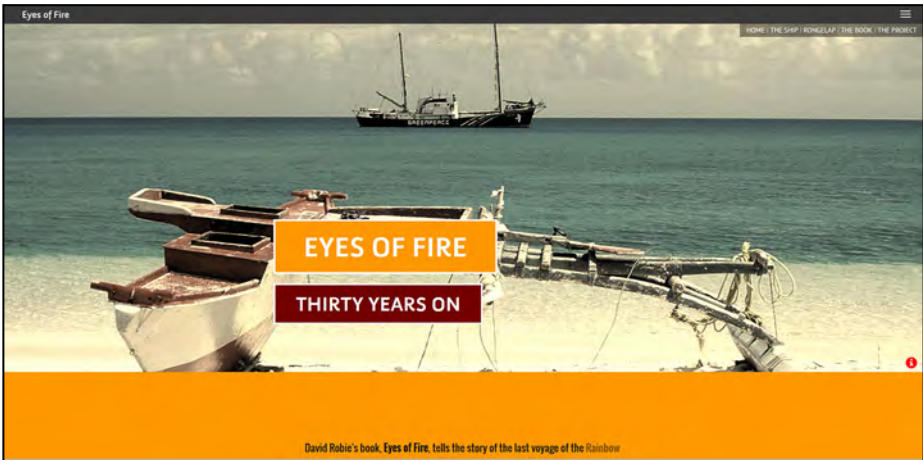 Eyes of Fire
HOME | THE SHIP | RONGELAP | THE BOOK | THE PROJECT
GREENPEACE
EYES OF FIRE
THIRTY YEARS ON
David Robie's book, Eyes of Fire, tells the story of the last voyage of the Rainbow